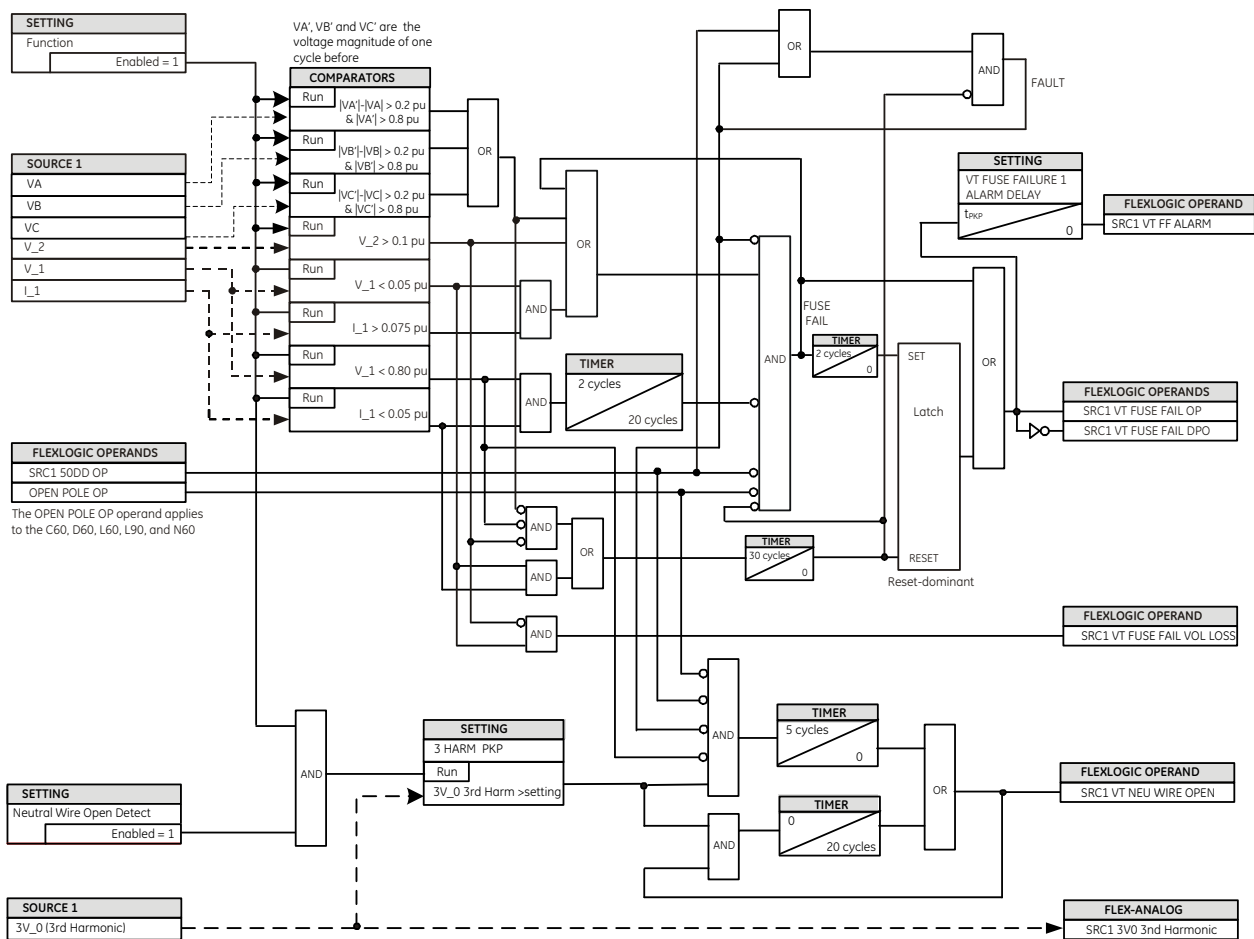 SETTING
Function
Enabled = 1
VA', VB' and VC' are the
voltage magnitude of one
cycle before
COMPARATORS
Run
|VA'|-|VA| > 0.2 pu
& |VA'| > 0.8 pu
Run
|VB'|-|VB| > 0.2 pu
& |VB'| > 0.8 pu
Run
|VC'|-|VC| > 0.2 pu
& |VC'| > 0.8 pu
Run
V_2 > 0.1 pu
Run
V_1 < 0.05 pu
Run
I_1 > 0.075 pu
Run
V_1 < 0.80 pu
Run
I_1 < 0.05 pu
SOURCE 1
VA
VB
VC
V_2
V_1
I_1
OR
OR
AND
FAULT
SETTING
VT FUSE FAILURE 1
ALARM DELAY
tPKP
0
FLEXLOGIC OPERAND
SRC1 VT FF ALARM
OR
AND
AND
TIMER
2 cycles
20 cycles
AND
FUSE
FAIL
TIMER
2 cycles
0
SET
Latch
RESET
Reset-dominant
OR
FLEXLOGIC OPERANDS
SRC1 VT FUSE FAIL OP
SRC1 VT FUSE FAIL DPO
FLEXLOGIC OPERANDS
SRC1 50DD OP
OPEN POLE OP
The OPEN POLE OP operand applies
to the C60, D60, L60, L90, and N60
AND
AND
OR
TIMER
30 cycles
0
AND
FLEXLOGIC OPERAND
SRC1 VT FUSE FAIL VOL LOSS
AND
SETTING
3 HARM PKP
Run
3V_0 3rd Harm >setting
AND
TIMER
5 cycles
0
OR
FLEXLOGIC OPERAND
SRC1 VT NEU WIRE OPEN
SETTING
Neutral Wire Open Detect
Enabled = 1
AND
TIMER
0
20 cycles
SOURCE 1
3V_0 (3rd Harmonic)
FLEX-ANALOG
SRC1 3V0 3nd Harmonic